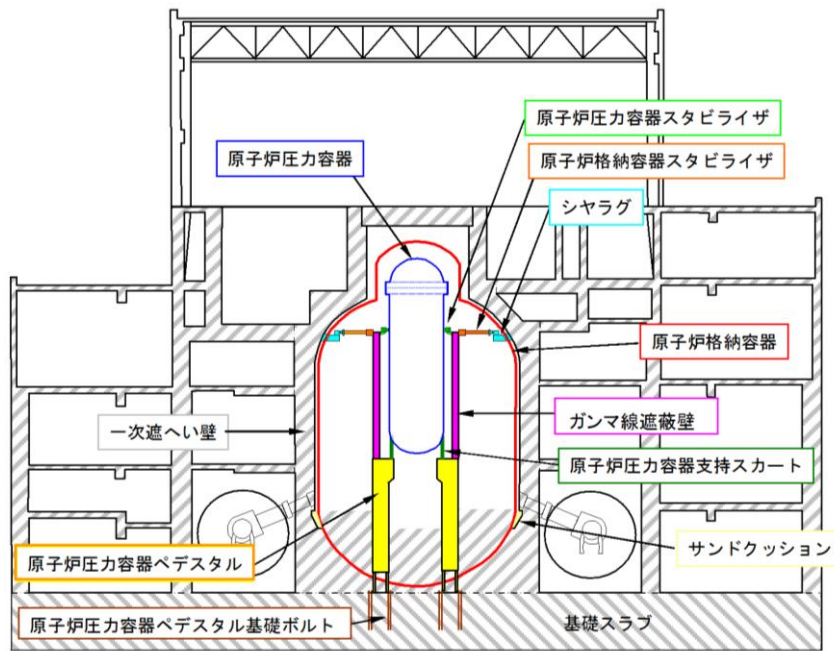 原子炉圧力容器スタビライザ
原子炉圧力容器
原子炉格納容器スタビライザ
シヤラグ
原子炉格納容器
一次遮へい壁
ガンマ線遮蔽壁
原子炉圧力容器支持スカート
原子炉圧力容器ペデスタル
サンドクッション
原子炉圧力容器ペデスタル基礎ボルト
基礎スラブ